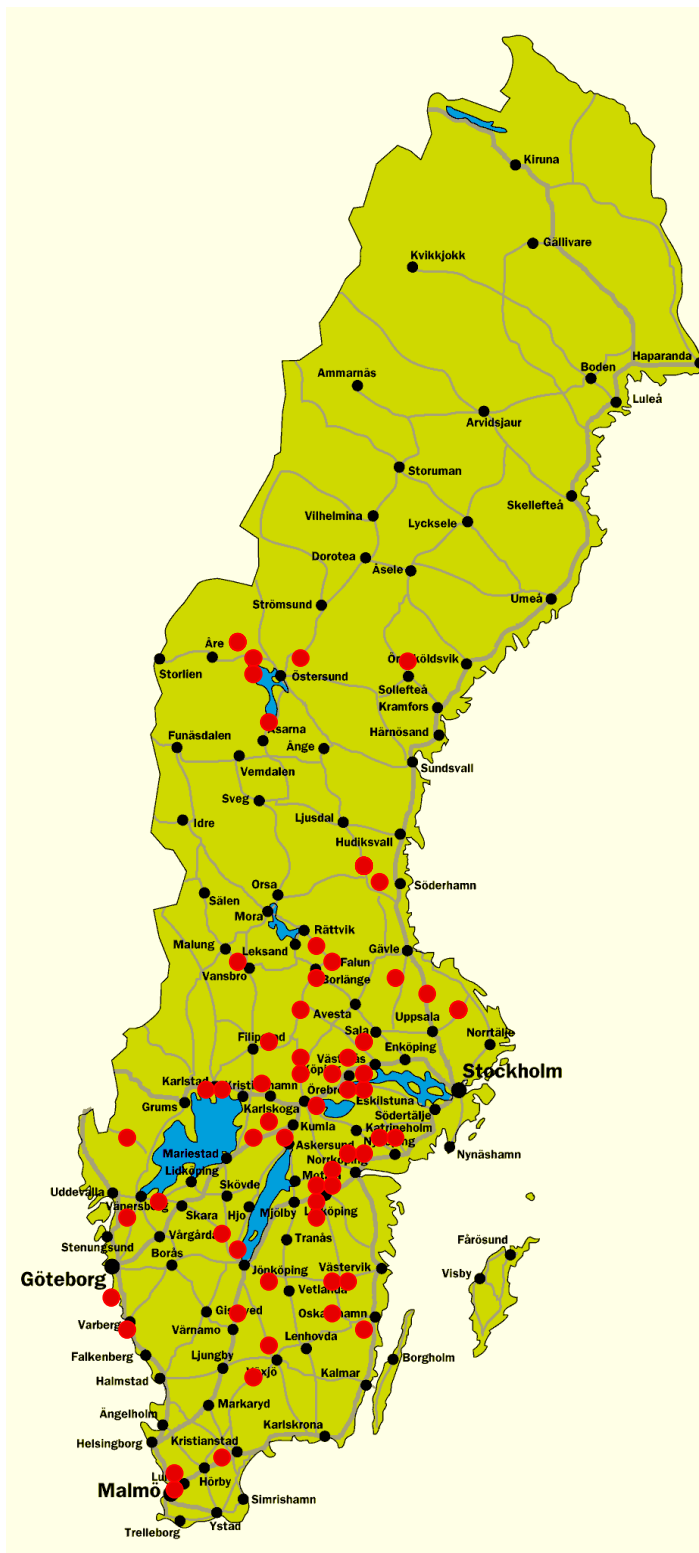 Kiruna
Gällivare
Kvikkjokk
Haparanda
Boden
Ammarnäs
Luleå
Arvidsjaur
Storuman
Skellefteå
Vilhelmina
Lycksele
Dorotea
Åsele
Umeå
Strömsund
Åre
Storlien
Östersund
Sollefteå
Kramfors
Härnösand
Funäsdalen
Ånge
Vemdalen
Sundsvall
Sveg
Ljusdal
Idre
Hudiksvall
Orsa
Söderhamn
Sälen
Mora
Rättvik
Malung
Leksand
Gävle
Falun
Vansbro
Borlänge
Avesta
Uppsala
Sala
Norrtälje
Enköping
Stockholm
Karlstad
Grums
Karlskoga
Eskilstuna
Södertälje
Kumla
Katrineholm
Askersund
Nynäshamn
Mariestad
Norrköping
Lidköping
Skövde
Uddevalla
Skara
Hjo
Mjölby
Vårgårda
Stenungsund
Tranås
Borås
Fårösund
Göteborg
Jönköping
Västervik
Visby
Vetlanda
Varberg
Värnamo
Lenhovda
Falkenberg
Ljungby
Borgholm
Halmstad
Kalmar
Markaryd
Ängelholm
Karlskrona
Helsingborg
Kristianstad
Hörby
Malmö
Simrishamn
Ystad
Trelleborg